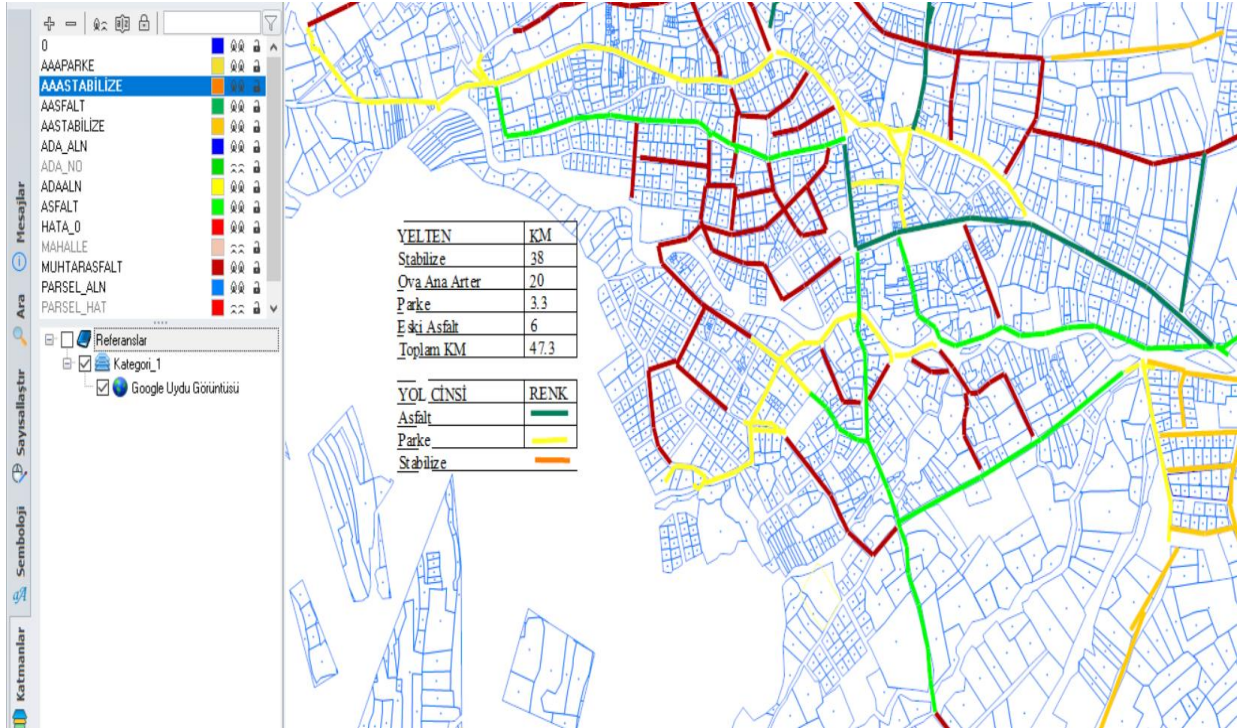 Mesajlar
Ara
Sayısallaştır
Semboloji
Katmanlar
0
AAAPARKE
AAASTABİLİZE
AASFALT
AASTABİLİZE
ADA_ALN
ADA_NO
ADAALN
ASFALT
HATA_0
MAHALLE
MUHTARASFALT
PARSEL_ALN
PARSEL_HAT
Referanslar
Kategori_1
Google Uydu Görüntüsü
YELTEN KM
Stabilize 38
Ova Ana Arter 20
Parke 3.3
Eski Asfalt 6
Toplam KM 47.3
YOL CİNSİ RENK
Asfalt
Parke
Stabilize